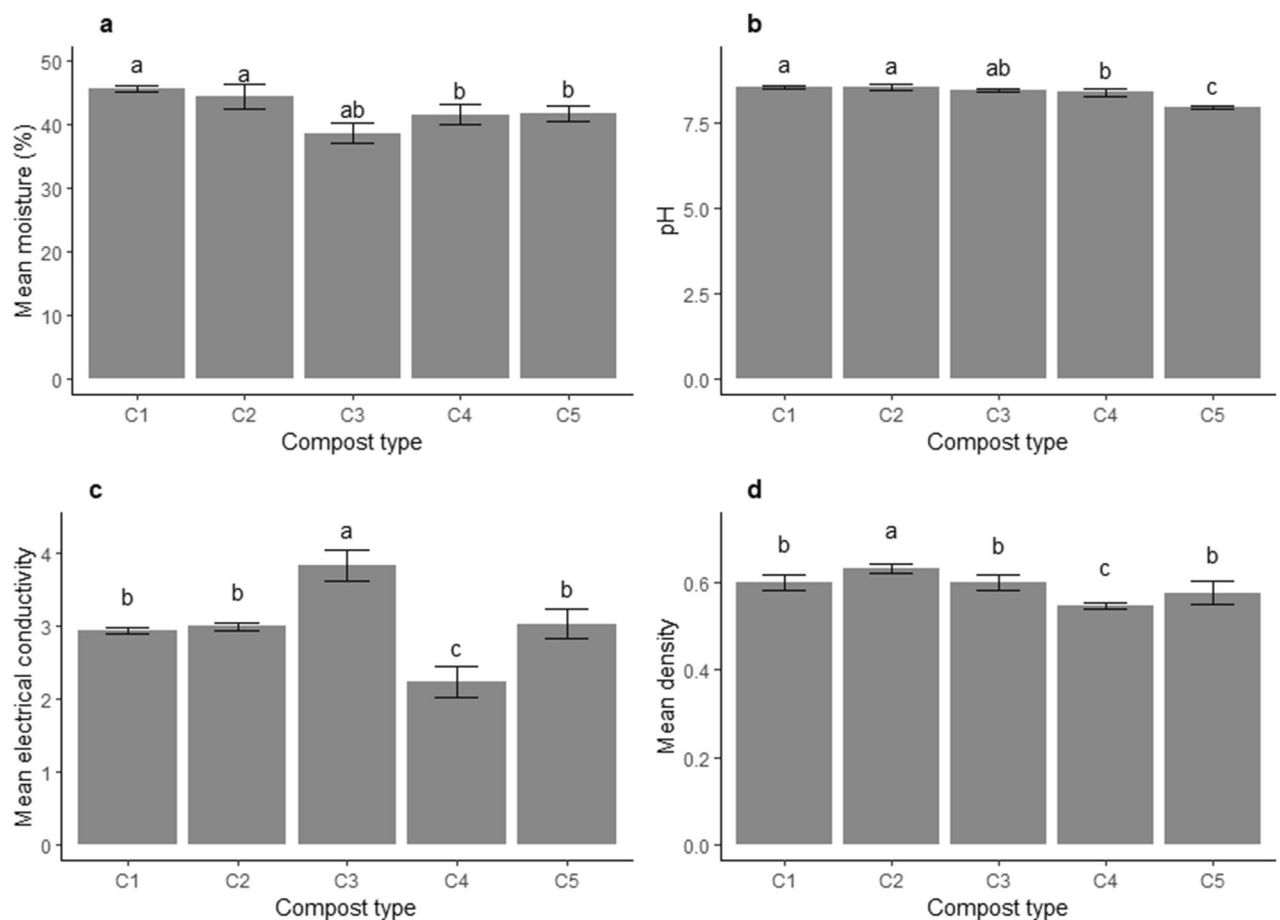 a
50
40
30
20
10
0
Mean moisture (%)
a
a
ab
b
b
C1 C2 C3 C4 C5
Compost type
b
7.5
5.0
2.5
0.0
pH
a
a
ab
b
c
C1 C2 C3 C4 C5
Compost type
c
4
3
2
1
0
Mean electrical conductivity
b
b
a
c
b
C1 C2 C3 C4 C5
Compost type
d
0.6
0.4
0.2
0.0
Mean density
b
a
b
c
b
C1 C2 C3 C4 C5
Compost type